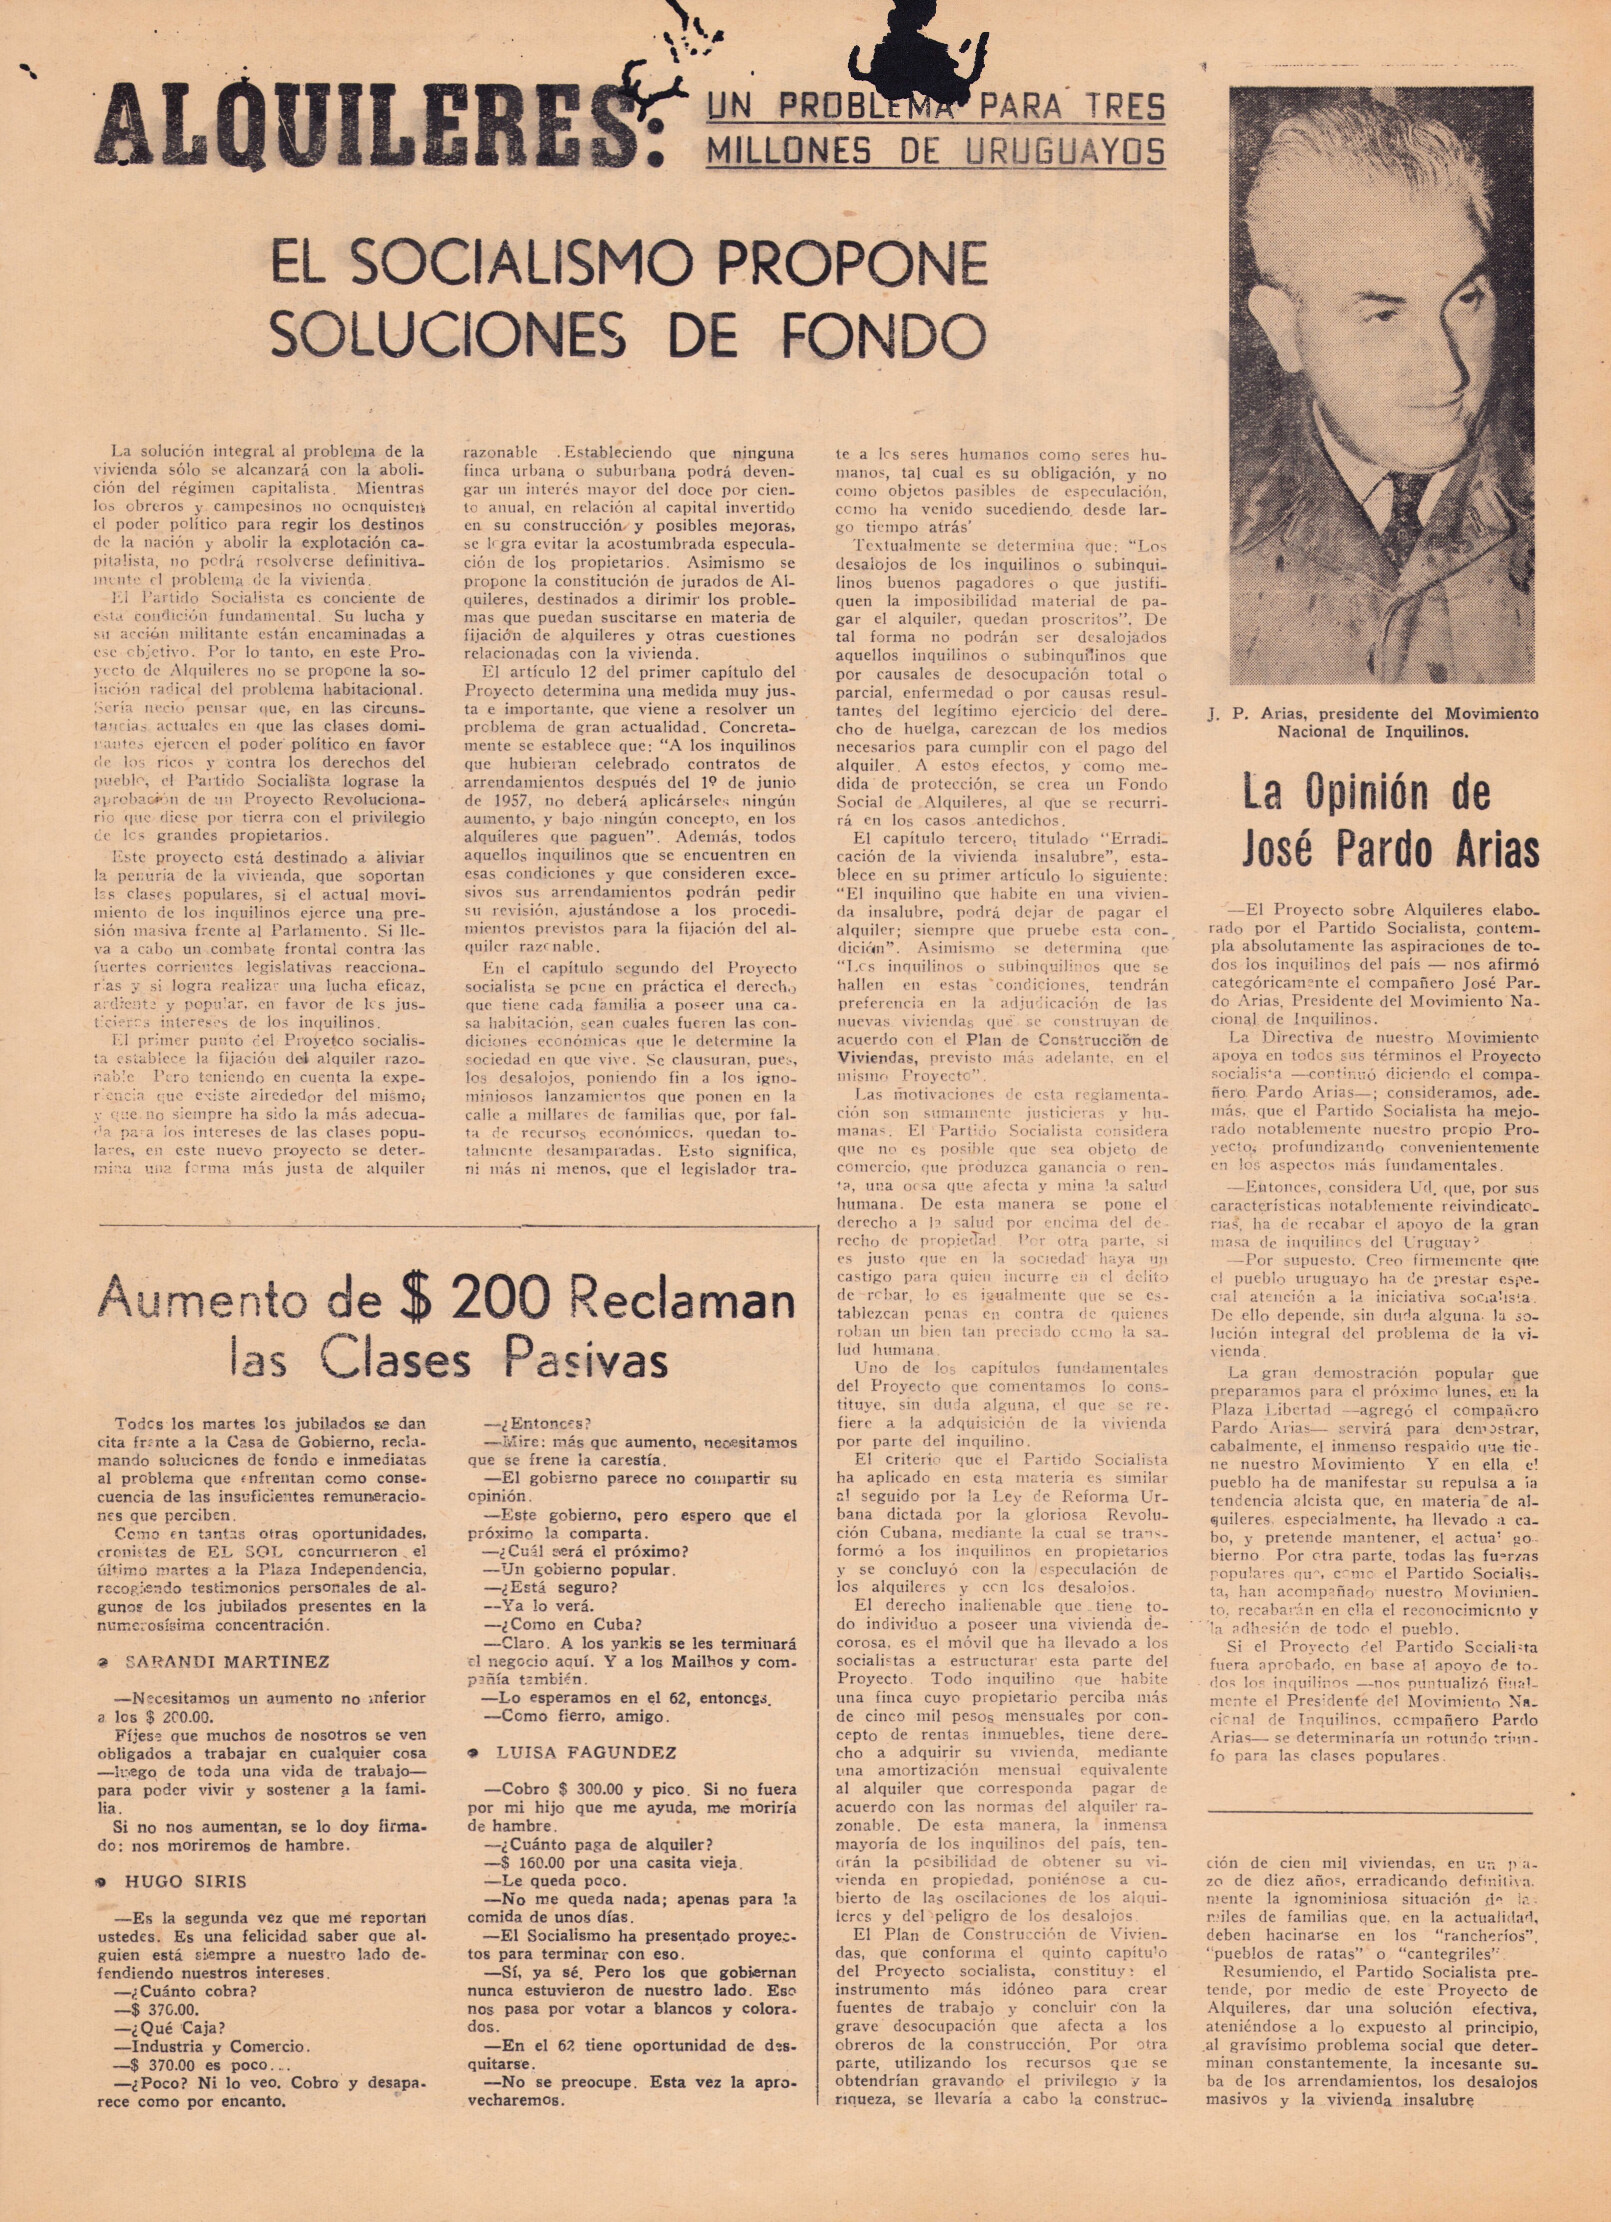 ALQUILERES:
UN PROBLEMA PARA TRES
MILLONES DE URUGUAYOS
EL SOCIALISMO PROPONE
SOLUCIONES DE FONDO
La solución integral al problema de la
vivienda sólo se alcanzará con la aboli-
ción del régimen capitalista. Mientras
los obreros y campesinos no ocnquisten
el poder político para regir los destinos
de la nación y abolir la explotación ca-
pitalista, no podrá resolverse definitiva-
mente el problema de la vivienda.
El Partido Socialista es conciente de
esta condición fundamental. Su lucha y
su acción militante están encaminadas a
ese objetivo. Por lo tanto, en este Pro-
yecto de Alquileres no se propone la so-
lución radical del problema habitacional.
Sería necio pensar que, en las circuns-
tancias actuales en que las clases domi-
nantes ejercen el poder político en favor
de los ricos y contra los derechos del
pueblo, el Partido Socialista lograse la
aprobación de un Proyecto Revoluciona-
rio que diese por tierra con el privilegio
de los grandes propietarios.
Este proyecto está destinado a aliviar
la penuria de la vivienda, que soportan
las clases populares, si el actual movi-
miento de los inquilinos ejerce una pre-
sión masiva frente al Parlamento. Si lle-
va a cabo un combate frontal contra las
fuertes corrientes legislativas reacciona-
rias y si logra realizar una lucha eficaz,
ardiente y popular, en favor de los jus-
ticieros intereses de los inquilinos.
El primer punto del Proyetco socialis-
ta establece la fijación del alquiler razo-
nable Pero teniendo en cuenta la expe-
riencia que existe alrededor del mismo,
y que no siempre ha sido la más adecua-
da para los intereses de las clases popu-
lares, en este nuevo proyecto se deter-
mina una forma más justa de alquiler
razonable .Estableciendo que ninguna
finca urbana o suburbana podrá deven-
gar un interés mayor del doce por cien-
to anual, en relación al capital invertido
en su construcción y posibles mejoras,
se logra evitar la acostumbrada especula-
ción de los propietarios. Asimismo se
propone la constitución de jurados de Al-
quileres, destinados a dirimir los proble-
mas que puedan suscitarse en materia de
fijación de alquileres y otras cuestiones
relacionadas con la vivienda.
El artículo 12 del primer capítulo del
Proyecto determina una medida muy jus-
ta e importante, que viene a resolver un
problema de gran actualidad. Concreta-
mente se establece que: "A los inquilinos
que hubieran celebrado contratos de
arrendamientos después del 1º de junio
de 1957, no deberá aplicárseles ningún
aumento, y bajo ningún concepto, en los
alquileres que paguen". Además, todos
aquellos inquilinos que se encuentren en
esas condiciones y que consideren exce-
sivos sus arrendamientos podrán pedir
su revisión, ajustándose a los procedi-
mientos previstos para la fijación del al-
quiler razonable.
En el capítulo segundo del Proyecto
socialista se pone en práctica el derecho
que tiene cada familia a poseer una ca-
sa habitación, sean cuales fueren las con-
diciones económicas que le determine la
sociedad en que vive. Se clausuran, pues,
los desalojos, poniendo fin a los igno-
miniosos lanzamientos que ponen en la
calle a millares de familias que, por fal-
ta de recursos económicos, quedan to-
talmente desamparadas. Esto significa,
ni más ni menos, que el legislador tra-
te a los seres humanos como seres hu-
manos, tal cual es su obligación, y no
como objetos pasibles de especulación,
como ha venido sucediendo desde lar-
go tiempo atrás'
Textualmente se determina que: "Los
desalojos de los inquilinos o subinqui-
linos buenos pagadores o que justifi-
quen la imposibilidad material de pa-
gar el alquiler, quedan proscritos". De
tal forma no podrán ser desalojados
aquellos inquilinos o subinquilinos que
por causales de desocupación total o
parcial, enfermedad o por causas resul-
tantes del legítimo ejercicio del dere-
cho de huelga, carezcan de los medios
necesarios para cumplir con el pago del
alquiler. A estos efectos, y como me-
dida de protección, se crea un Fondo
Social de Alquileres, al que se recurri-
rá en los casos antedichos.
El capítulo tercero, titulado "Erradi-
cación de la vivienda insalubre", esta-
blece en su primer artículo lo siguiente:
"El inquilino que habite en una vivien-
da insalubre, podrá dejar de pagar el
alquiler; siempre que pruebe esta con-
dición". Asimismo se determina que
"Los inquilinos o subinquilinos que se
hallen en estas condiciones, tendrán
preferencia en la adjudicación de las
nuevas viviendas que se construyan de
acuerdo con el Plan de Construcción de
Viviendas, previsto más adelante, en el
mismo Proyecto".
Las motivaciones de esta reglamenta-
ción son sumamente justicieras y hu-
manas. El Partido Socialista considera
que no es posible que sea objeto de
comercio, que produzca ganancia o ren-
ta, una ocsa que afecta y mina la salud
humana. De esta manera se pone el
derecho a la salud por encima del de-
recho de propiedad. Por otra parte, si
es justo que en la sociedad haya un
castigo para quien incurre en el delito
de robar, lo es igualmente que se es-
tablezcan penas en contra de quienes
roban un bien tan preciado como la sa-
lud humana.
Uno de los capítulos fundamentales
del Proyecto que comentamos lo cons-
tituye, sin duda alguna, el que se re-
fiere a la adquisición de la vivienda
por parte del inquilino.
El criterio que el Partido Socialista
ha aplicado en esta materia es similar
al seguido por la Ley de Reforma Ur-
bana dictada por la gloriosa Revolu-
ción Cubana, mediante la cual se trans-
formó a los inquilinos en propietarios
y se concluyó con la especulación de
los alquileres y con los desalojos.
El derecho inalienable que tiene to-
do individuo a poseer una vivienda de-
corosa, es el móvil que ha llevado a los
socialistas a estructurar esta parte del
Proyecto. Todo inquilino que habite
una finca cuyo propietario perciba más
de cinco mil pesos mensuales por con-
cepto de rentas inmuebles, tiene dere-
cho a adquirir su vivienda, mediante
una amortización mensual equivalente
al alquiler que corresponda pagar de
acuerdo con las normas del alquiler ra-
zonable. De esta manera, la inmensa
mayoría de los inquilinos del país, ten-
drán la posibilidad de obtener su vi-
vienda en propiedad, poniénose a cu-
bierto de las oscilaciones de los alqui-
leres y del peligro de los desalojos.
El Plan de Construcción de Vivien-
das, que conforma el quinto capítulo
del Proyecto socialista, constituye el
instrumento más idóneo para crear
fuentes de trabajo y concluir con la
grave desocupación que afecta a los
obreros de la construcción. Por otra
parte, utilizando los recursos que se
obtendrían gravando el privilegio y la
riqueza, se llevaría a cabo la construc-
ción de cien mil viviendas, en un pla-
zo de diez años, erradicando definitiva-
mente la ignominiosa situación de las
miles de familias que, en la actualidad,
deben hacinarse en los "rancheríos",
"pueblos de ratas" o "cantegriles".
Resumiendo, el Partido Socialista pre-
tende, por medio de este Proyecto de
Alquileres, dar una solución efectiva,
ateniéndose a lo expuesto al principio,
al gravísimo problema social que deter-
minan constantemente, la incesante su-
ba de los arrendamientos, los desalojos
masivos y la vivienda insalubre
J. P. Arias, presidente del Movimiento
Nacional de Inquilinos.
La Opinión de
José Pardo Arias
—El Proyecto sobre Alquileres elabo-
rado por el Partido Socialista, contem-
pla absolutamente las aspiraciones de to-
dos los inquilinos del país — nos afirmó
categóricamente el compañero José Par-
do Arias, Presidente del Movimiento Na-
cional de Inquilinos.
La Directiva de nuestro Movimiento
apoya en todos sus términos el Proyecto
socialista —continuó diciendo el compa-
ñero Pardo Arias—; consideramos, ade-
más, que el Partido Socialista ha mejo-
rado notablemente nuestro propio Pro-
yecto, profundizando convenientemente
en los aspectos más fundamentales.
—Entonces, considera Ud. que, por sus
características notablemente reivindicato-
rias, ha de recabar el apoyo de la gran
masa de inquilinos del Uruguay?
—Por supuesto. Creo firmemente que
el pueblo uruguayo ha de prestar espe-
cial atención a la iniciativa socialista.
De ello depende, sin duda alguna, la so-
lución integral del problema de la vi-
vienda.
La gran demostración popular que
preparamos para el próximo lunes, en la
Plaza Libertad —agregó el compañero
Pardo Arias— servirá para demostrar,
cabalmente, el inmenso respaldo que tie-
ne nuestro Movimiento Y en ella el
pueblo ha de manifestar su repulsa a la
tendencia alcista que, en materia de al-
quileres especialmente, ha llevado a ca-
bo, y pretende mantener, el actual go-
bierno. Por otra parte, todas las fuerzas
populares que, como el Partido Socialis-
ta, han acompañado nuestro Movimien-
to, recabarán en ella el reconocimiento y
la adhesión de todo el pueblo.
Si el Proyecto del Partido Socialista
fuera aprobado, en base al apoyo de to-
dos los inquilinos —nos puntualizó final-
mente el Presidente del Movimiento Na-
cional de Inquilinos, compañero Pardo
Arias— se determinaría un rotundo triun-
fo para las clases populares.
Aumento de $ 200 Reclaman
las Clases Pasivas
Todos los martes los jubilados se dan
cita frente a la Casa de Gobierno, recla-
mando soluciones de fondo e inmediatas
al problema que enfrentan como conse-
cuencia de las insuficientes remuneracio-
nes que perciben.
Como en tantas otras oportunidades,
cronistas de EL SOL concurrieron el
último martes a la Plaza Independencia,
recogiendo testimonios personales de al-
gunos de los jubilados presentes en la
numerosísima concentración.
● SARANDI MARTINEZ
—Necesitamos un aumento no inferior
a los $ 200.00.
Fíjese que muchos de nosotros se ven
obligados a trabajar en cualquier cosa
—luego de toda una vida de trabajo—
para poder vivir y sostener a la fami-
lia.
Si no nos aumentan, se lo doy firma-
do: nos moriremos de hambre.
● HUGO SIRIS
—Es la segunda vez que me reportan
ustedes. Es una felicidad saber que al-
guien está siempre a nuestro lado de-
fendiendo nuestros intereses.
—¿Cuánto cobra?
—$ 370.00.
—¿Qué Caja?
—Industria y Comercio.
—$ 370.00 es poco...
—¿Poco? Ni lo veo. Cobro y desapa-
rece como por encanto.
—¿Entonces?
—Mire: más que aumento, necesitamos
que se frene la carestía.
—El gobierno parece no compartir su
opinión.
—Este gobierno, pero espero que el
próximo la comparta.
—¿Cuál será el próximo?
—Un gobierno popular.
—¿Está seguro?
—Ya lo verá.
—¿Como en Cuba?
—Claro. A los yankis se les terminará
el negocio aquí. Y a los Mailhos y com-
pañía también.
—Lo esperamos en el 62, entonces.
—Como fierro, amigo.
● LUISA FAGUNDEZ
—Cobro $ 300.00 y pico. Si no fuera
por mi hijo que me ayuda, me moriría
de hambre.
—¿Cuánto paga de alquiler?
—$ 160.00 por una casita vieja.
—Le queda poco.
—No me queda nada; apenas para la
comida de unos días.
—El Socialismo ha presentado proyec-
tos para terminar con eso.
—Sí, ya sé. Pero los que gobiernan
nunca estuvieron de nuestro lado. Eso
nos pasa por votar a blancos y colora-
dos.
—En el 62 tiene oportunidad de des-
quitarse.
—No se preocupe. Esta vez la apro-
vecharemos.